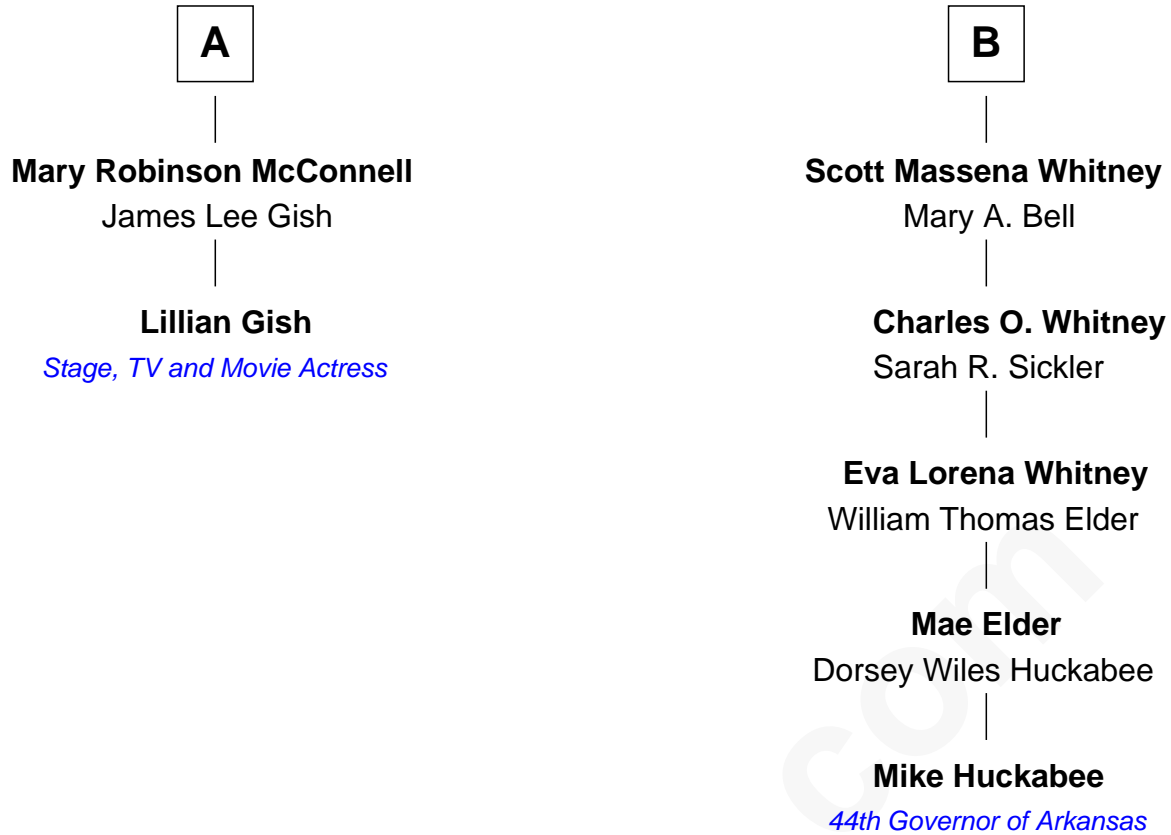 A
Mary Robinson McConnell
James Lee Gish
Lillian Gish
Stage, TV and Movie Actress
B
Scott Massena Whitney
Mary A. Bell
Charles O. Whitney
Sarah R. Sickler
Eva Lorena Whitney
William Thomas Elder
Mae Elder
Dorsey Wiles Huckabee
Mike Huckabee
44th Governor of Arkansas
com